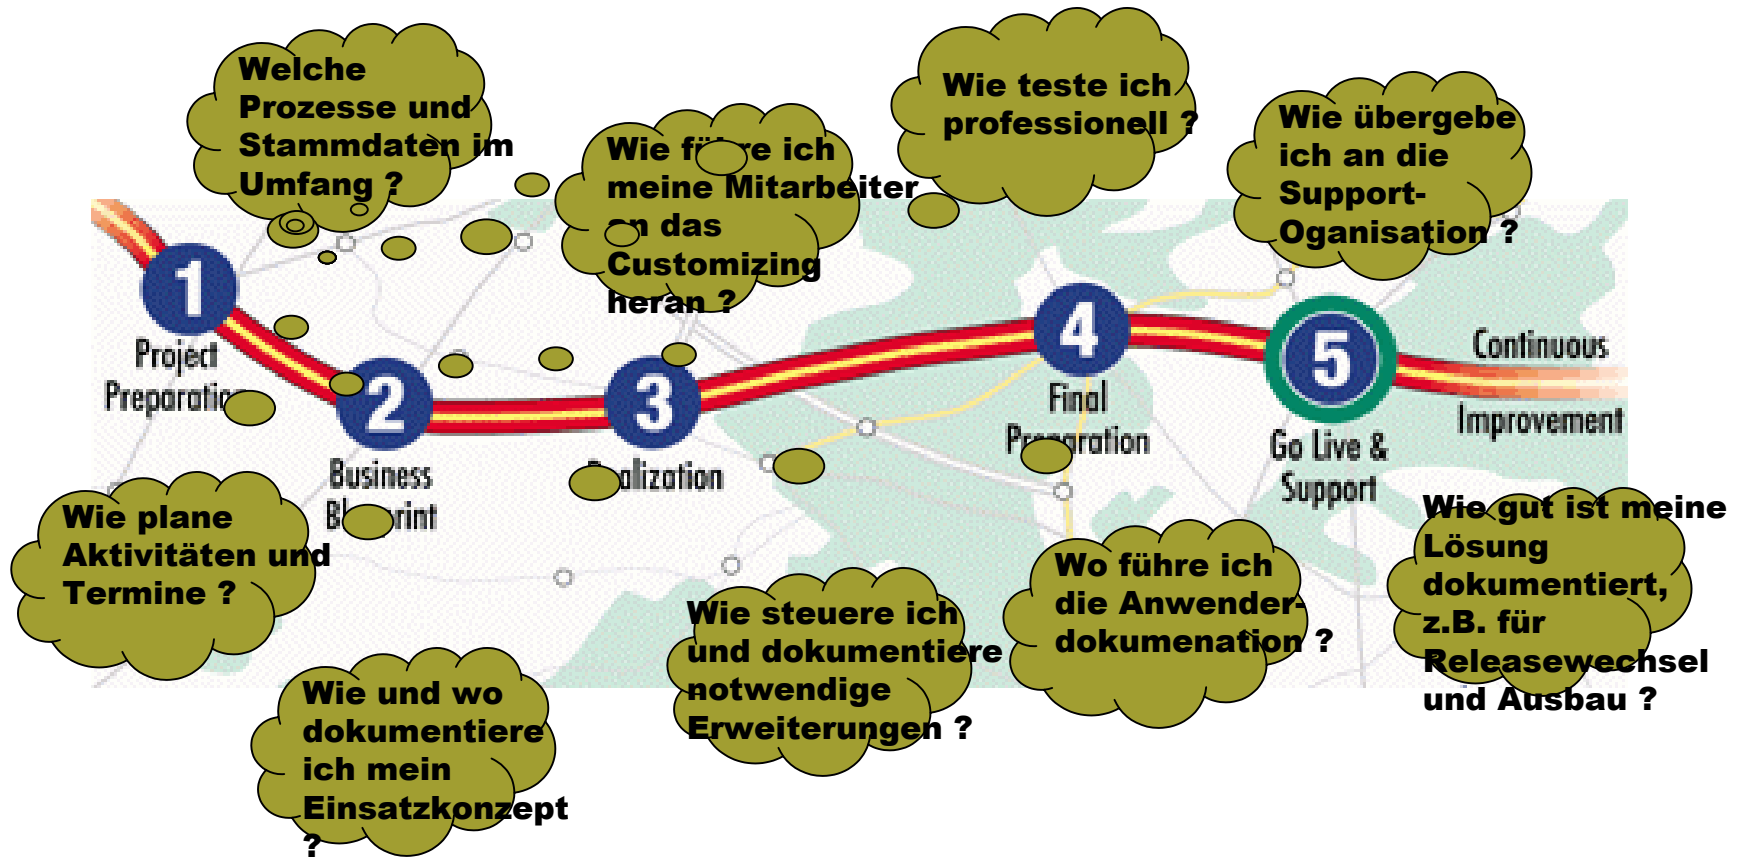 Welche
Prozesse und
Stammdaten im
Umfang ?
Wie führe ich
meine Mitarbeiter
an das
Customizing
heran ?
Wie teste ich
professionell ?
Wie übergebe
ich an die
Support-
Oganisation ?
1
Project
Preparation
2
Business
Blueprint
3
Realization
4
Final
Preparation
5
Go Live &
Support
Continuous
Improvement
Wie plane
Aktivitäten und
Termine ?
Wie und wo
dokumentiere
ich mein
Einsatzkonzept
?
Wie steuere ich
und dokumentiere
notwendige
Erweiterungen ?
Wo führe ich
die Anwender-
dokumenation ?
Wie gut ist meine
Lösung
dokumentiert,
z.B. für
Releasewechsel
und Ausbau ?